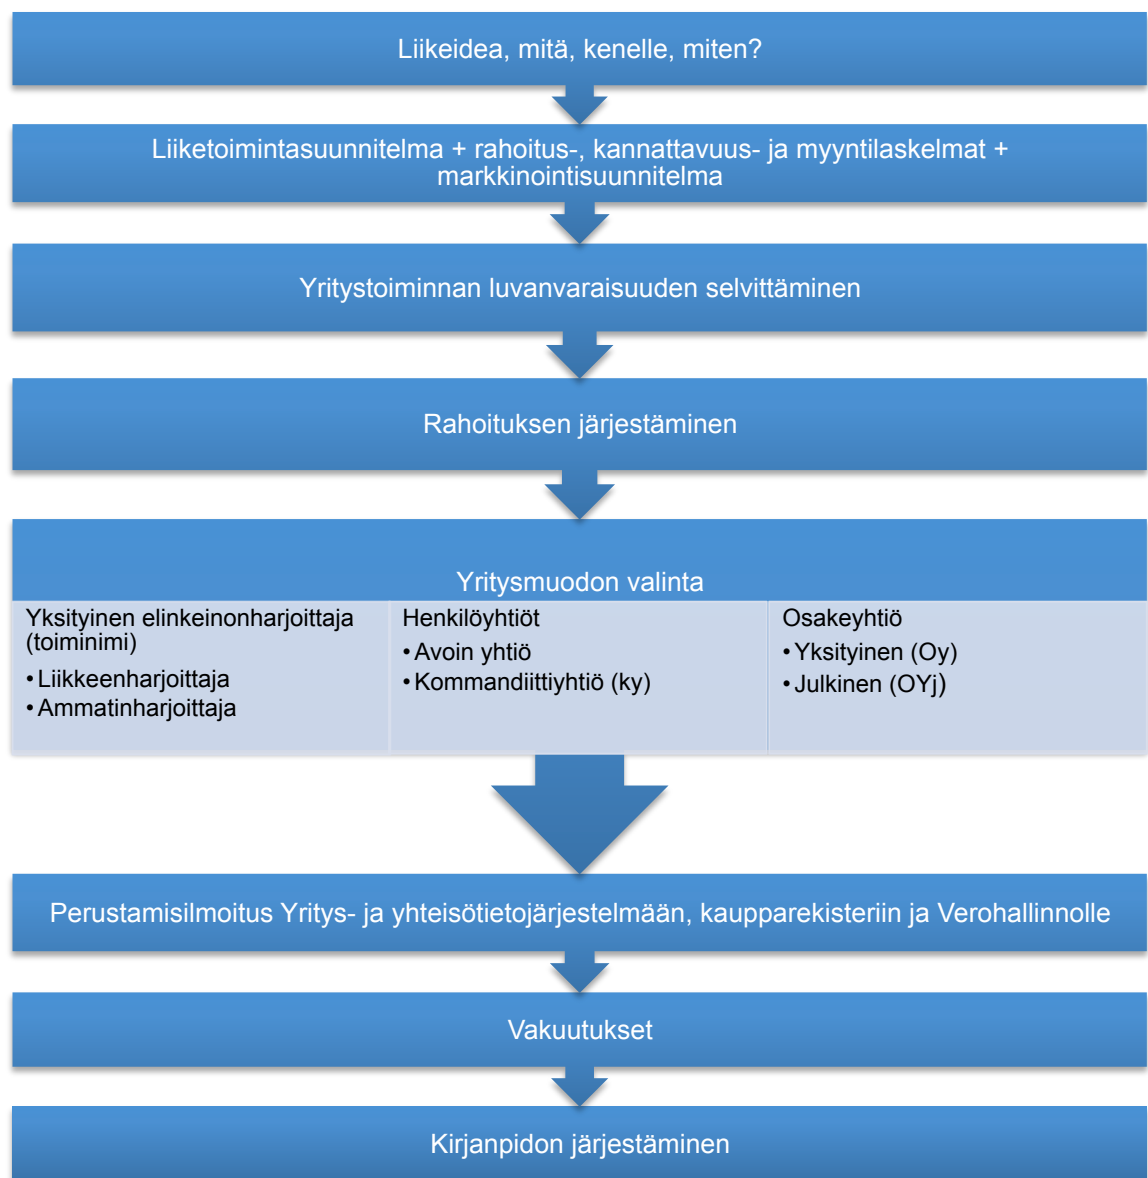 Liikeidea, mitä, kenelle, miten?
Liiketoimintasuunnitelma + rahoitus-, kannattavuus- ja myyntilaskelmat +
markkinointisuunnitelma
Yritystoiminnan luvanvaraisuuden selvittäminen
Rahoituksen järjestäminen
Yritysmuodon valinta
Yksityinen elinkeinonharjoittaja
(toiminimi)
•Liikkeenharjoittaja
•Ammatinharjoittaja
Henkilöyhtiöt
•Avoin yhtiö
•Kommandiittiyhtiö (ky)
Osakeyhtiö
•Yksityinen (Oy)
•Julkinen (OYj)
Perustamisilmoitus Yritys- ja yhteisötietojärjestelmään, kaupparekisteriin ja Verohallinnolle
Vakuutukset
Kirjanpidon järjestäminen